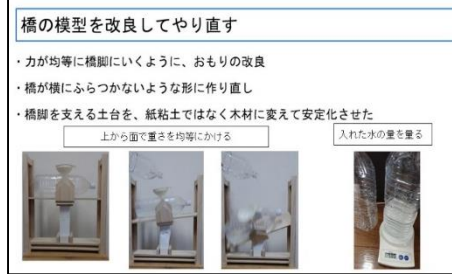 橋の模型を改良してやり直す
・力が均等に橋脚にいくように、おもりの改良
・橋が横にふらつかないような形に作り直し
・橋脚を支える土台を、紙粘土ではなく木材に変えて安定化させた
上から面で重さを均等にかける
入れた水の量を量る